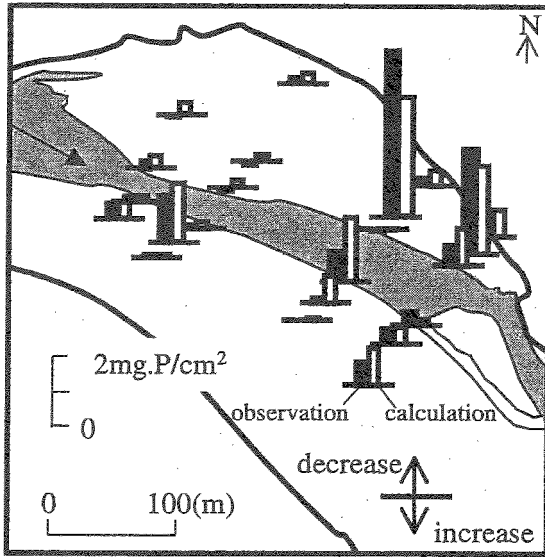 N
2mg.P/cm²
0
observation calculation
decrease
0 100(m)
increase